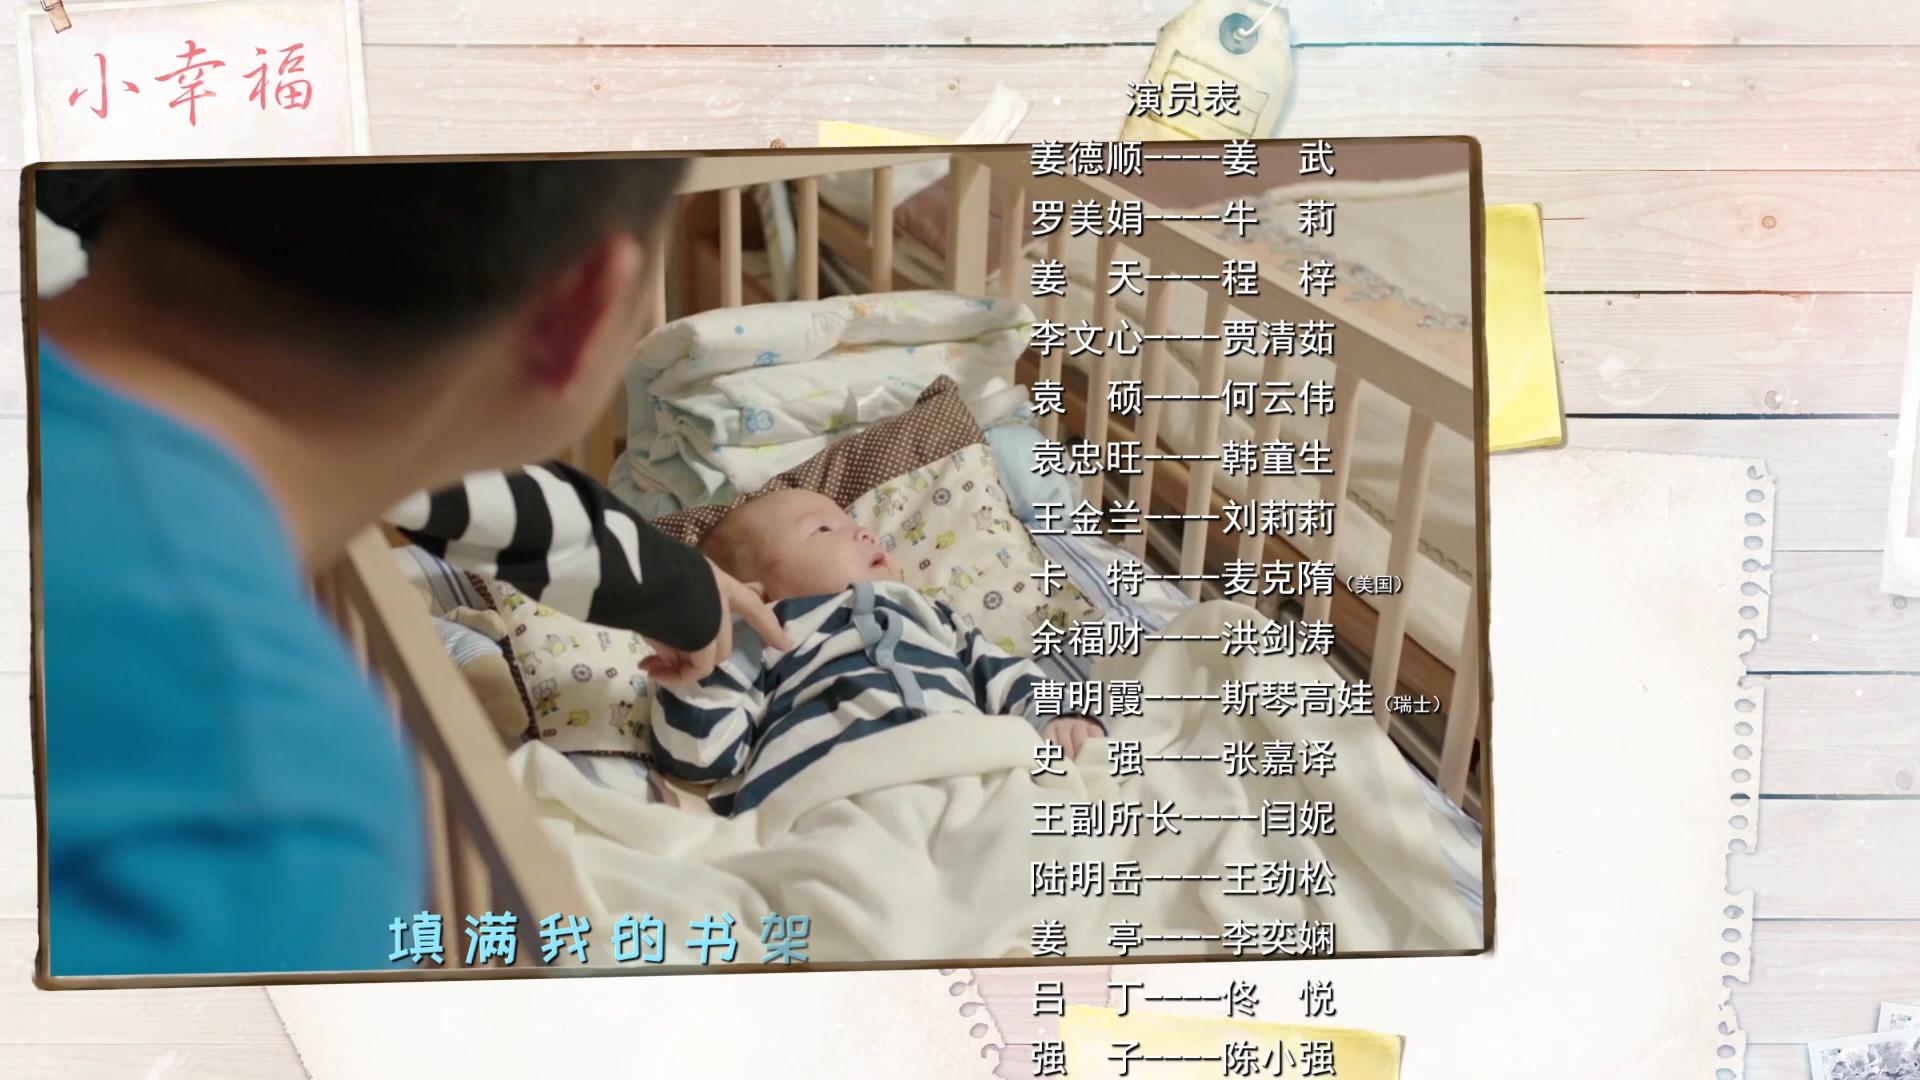 小幸福
演员表
姜德顺----姜　武
罗美娟----牛　莉
姜　天----程　梓
李文心----贾清茹
袁　硕----何云伟
袁忠旺----韩童生
王金兰----刘莉莉
卡　特----麦克隋（美国）
余福财----洪剑涛
曹明霞----斯琴高娃（瑞士）
史　强----张嘉译
王副所长----闫妮
陆明岳----王劲松
姜　亭----李奕娴
吕　丁----佟　悦
强　子----陈小强
填满我的书架